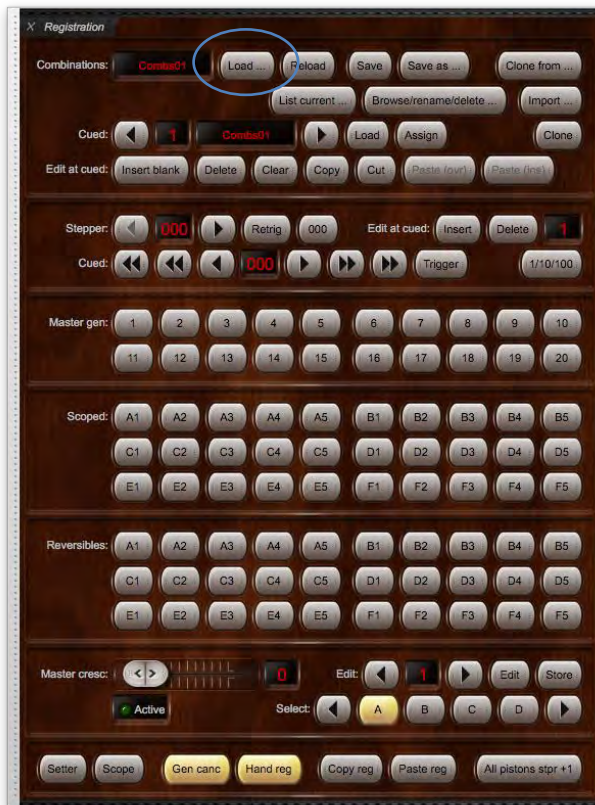 X Registration
Combinations: Combs01 Load ... Reload Save Save as ... Clone from ...
List current ... Browse/rename/delete ... Import ...
Cued: 1 Combs01 Load Assign Clone
Edit at cued: Insert blank Delete Clear Copy Cut Paste (ovr) Paste (ins)
Stepper: 000 Retrig 000 Edit at cued: Insert Delete 1
Cued: 000 Trigger 1/10/100
Master gen: 1 2 3 4 5 6 7 8 9 10
11 12 13 14 15 16 17 18 19 20
Scoped: A1 A2 A3 A4 A5 B1 B2 B3 B4 B5
C1 C2 C3 C4 C5 D1 D2 D3 D4 D5
E1 E2 E3 E4 E5 F1 F2 F3 F4 F5
Reversibles: A1 A2 A3 A4 A5 B1 B2 B3 B4 B5
C1 C2 C3 C4 C5 D1 D2 D3 D4 D5
E1 E2 E3 E4 E5 F1 F2 F3 F4 F5
Master cresc: 0 Edit: 1 Edit Store
Active Select: A B C D
Setter Scope Gen canc Hand reg Copy reg Paste reg All pistons stpr +1